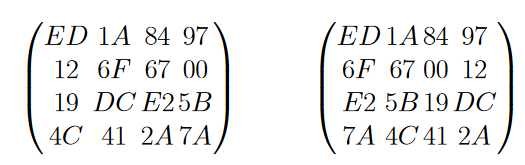 ED 1A 84 97 ED 1A 84 97
12 6F 67 00 6F 67 00 12
19 DC E2 5B E2 5B 19 DC
4C 41 2A 7A 7A 4C 41 2A